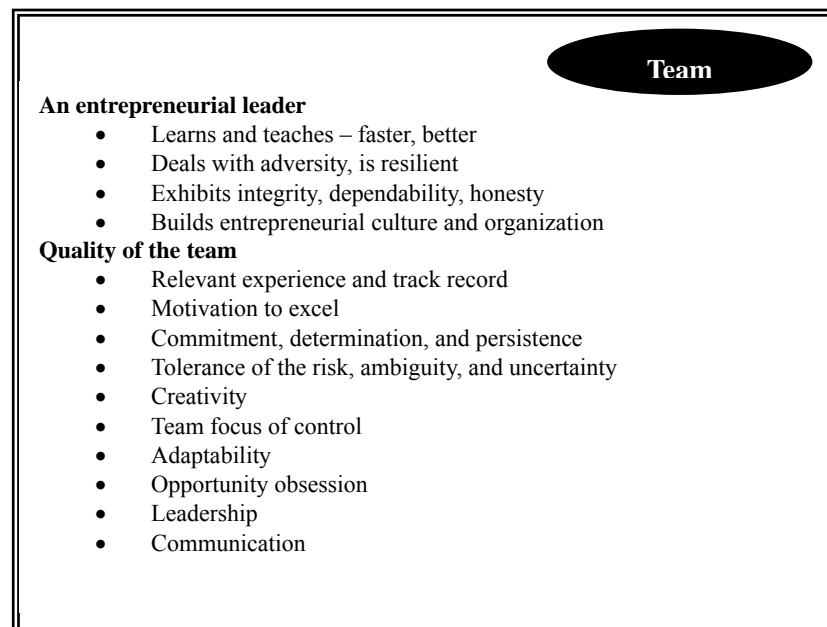 Team
An entrepreneurial leader
• Learns and teaches – faster, better
• Deals with adversity, is resilient
• Exhibits integrity, dependability, honesty
• Builds entrepreneurial culture and organization
Quality of the team
• Relevant experience and track record
• Motivation to excel
• Commitment, determination, and persistence
• Tolerance of the risk, ambiguity, and uncertainty
• Creativity
• Team focus of control
• Adaptability
• Opportunity obsession
• Leadership
• Communication